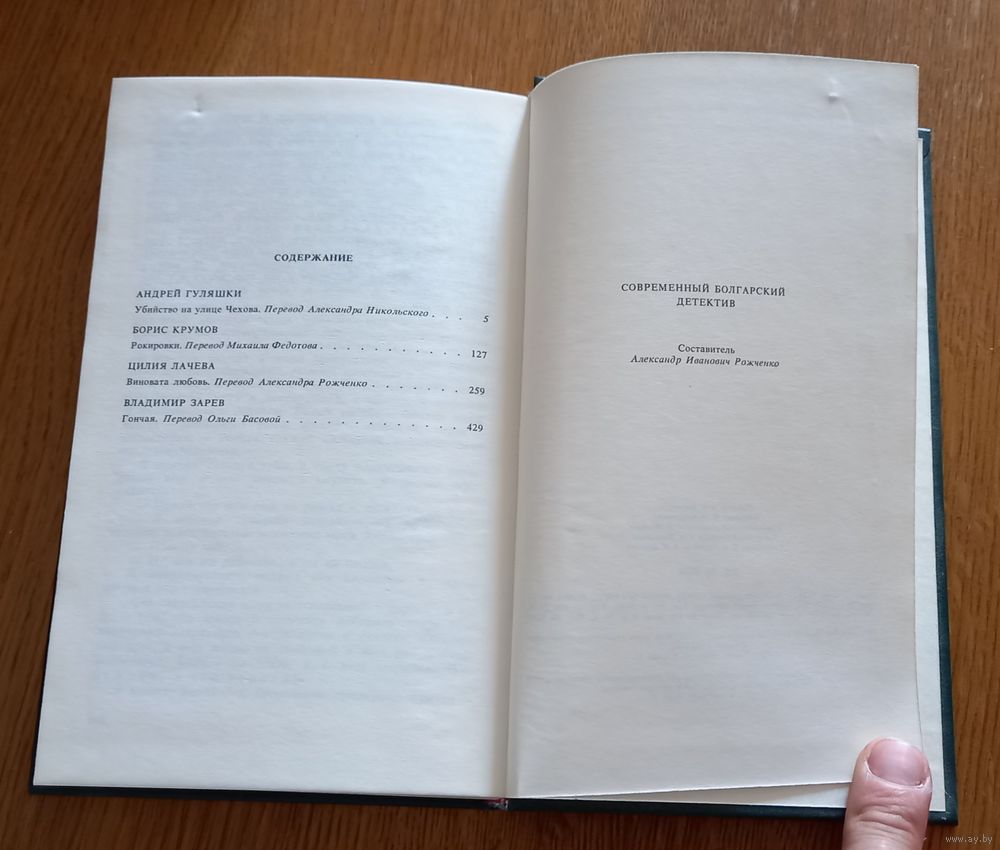 СОДЕРЖАНИЕ
АНДРЕЙ ГУЛЯШКИ
Убийство на улице Чехова. Перевод Александра Никольского . . . 5
БОРИС КРУМОВ
Рокировки. Перевод Михаила Федотова . . . . . . . . . . . 127
ЦИЛИЯ ЛАЧЕВА
Виновата любовь. Перевод Александра Рожченко . . . . . . . 259
ВЛАДИМИР ЗАРЕВ
Гончая. Перевод Ольги Басовой . . . . . . . . . . . . . 429
СОВРЕМЕННЫЙ БОЛГАРСКИЙ
ДЕТЕКТИВ
Составитель
Александр Иванович Рожченко
www.ay.by